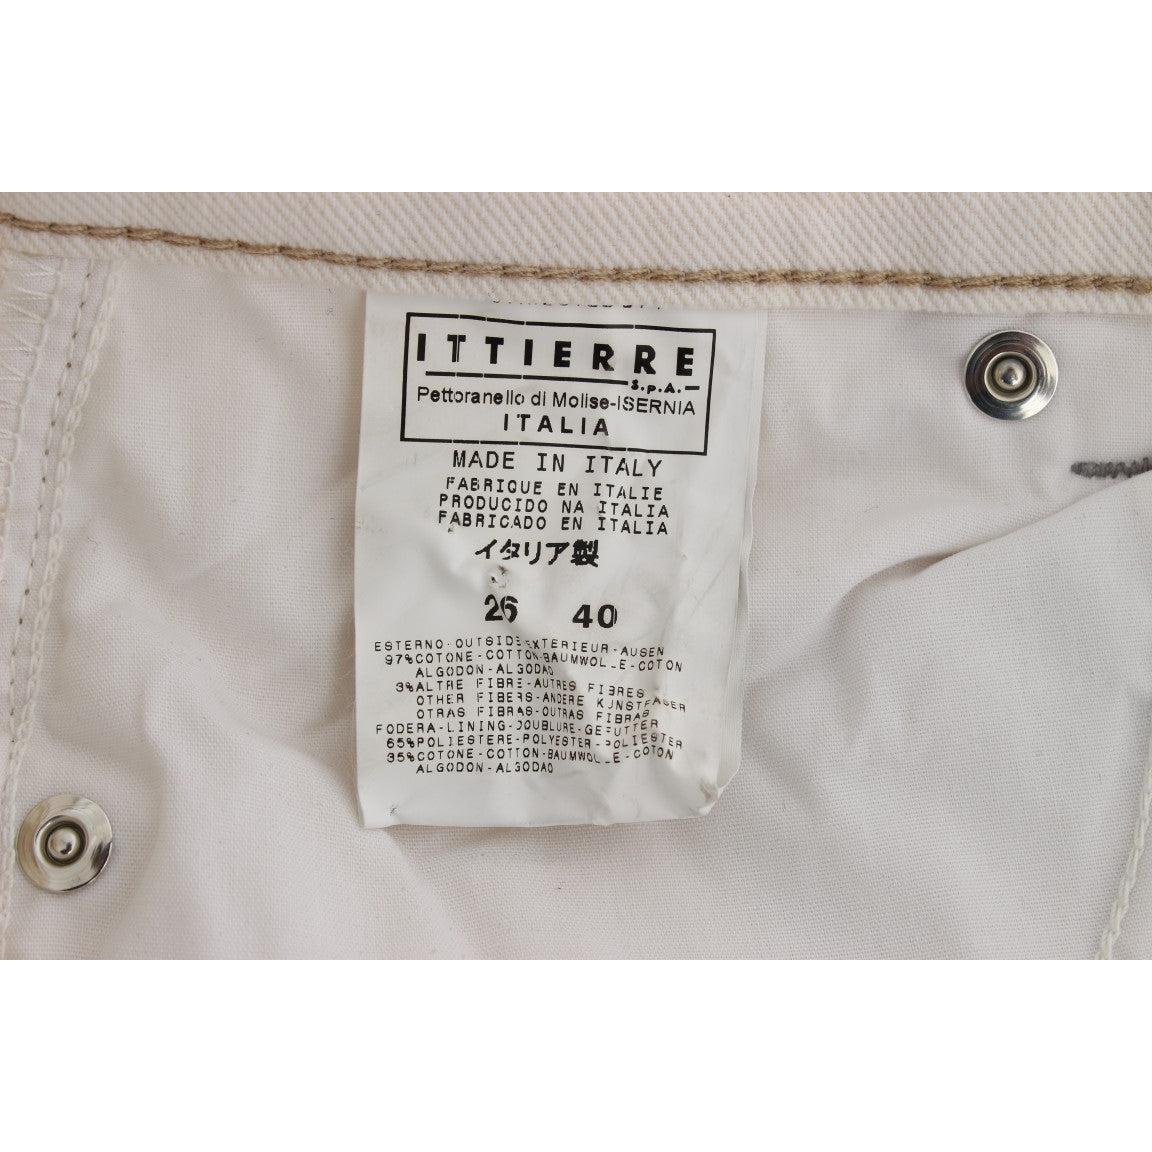 ITTIERRE
S.p.A.
Pettoranello di Molise-ISERNIA
ITALIA
MADE IN ITALY
FABRIQUE EN ITALIE
PRODUCIDO NA ITALIA
FABRICADO EN ITALIA
イタリア製
26 40
ESTERNO-OUTSIDE-EXTERIEUR-AUSEN
97%COTONE-COTTON-BAUMWOLLE-COTON
ALGODON-ALGODAO
3%ALTRE FIBRE-AUTRES FIBRES
OTHER FIBERS-ANDERE KUNSTFASER
OTRAS FIBRAS-OUTRAS FIBRAS
FODERA-LINING-DOUBLURE-GEFUTTER
65%POLIESTERE-POLYESTER-POLIESTER
35%COTONE-COTTON-BAUMWOLLE-COTON
ALGODON-ALGODAO